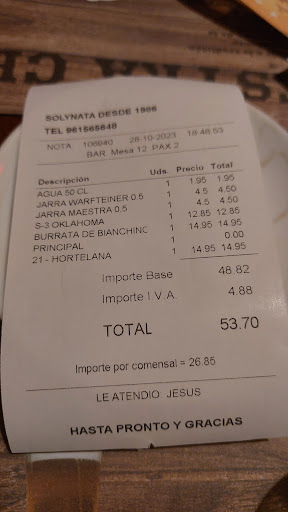 SOLYNATA DESDE 1986
TEL 961565648
NOTA 106940 28-10-2023 18:48:53
BAR Mesa 12 PAX 2
Descripción Uds. Precio Total
AGUA 50 CL 1 1.95 1.95
JARRA WARFTEINER 0.5 1 4.5 4.50
JARRA MAESTRA 0.5 1 4.5 4.50
S-3 OKLAHOMA 1 12.85 12.85
BURRATA DE BIANCHINC 1 14.95 14.95
PRINCIPAL 1 0.00
21 - HORTELANA 1 14.95 14.95
Importe Base 48.82
Importe I.V.A. 4.88
TOTAL 53.70
Importe por comensal = 26.85
LE ATENDIO JESUS
HASTA PRONTO Y GRACIAS